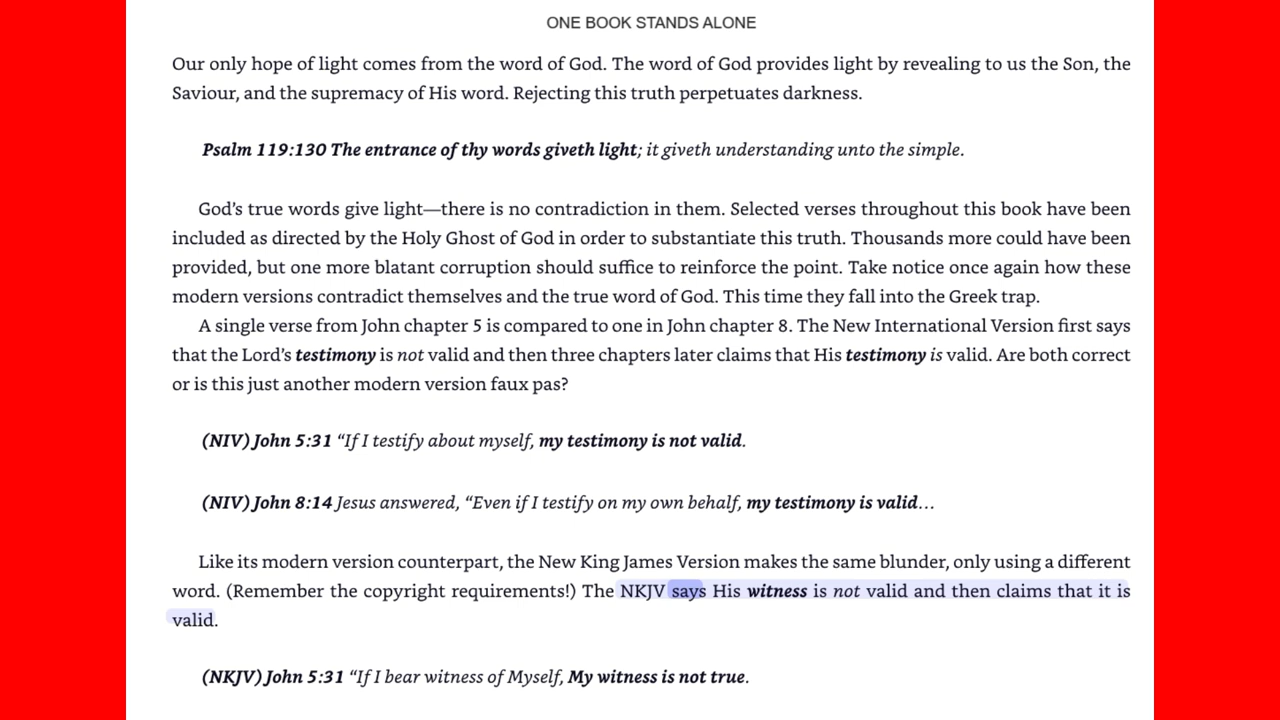 ONE BOOK STANDS ALONE
Our only hope of light comes from the word of God. The word of God provides light by revealing to us the Son, the
Saviour, and the supremacy of His word. Rejecting this truth perpetuates darkness.
Psalm 119:130 The entrance of thy words giveth light; it giveth understanding unto the simple.
God’s true words give light—there is no contradiction in them. Selected verses throughout this book have been
included as directed by the Holy Ghost of God in order to substantiate this truth. Thousands more could have been
provided, but one more blatant corruption should suffice to reinforce the point. Take notice once again how these
modern versions contradict themselves and the true word of God. This time they fall into the Greek trap.
A single verse from John chapter 5 is compared to one in John chapter 8. The New International Version first says
that the Lord’s testimony is not valid and then three chapters later claims that His testimony is valid. Are both correct
or is this just another modern version faux pas?
(NIV) John 5:31 “If I testify about myself, my testimony is not valid.
(NIV) John 8:14 Jesus answered, “Even if I testify on my own behalf, my testimony is valid…
Like its modern version counterpart, the New King James Version makes the same blunder, only using a different
word. (Remember the copyright requirements!) The NKJV says His witness is not valid and then claims that it is
valid.
(NKJV) John 5:31 “If I bear witness of Myself, My witness is not true.